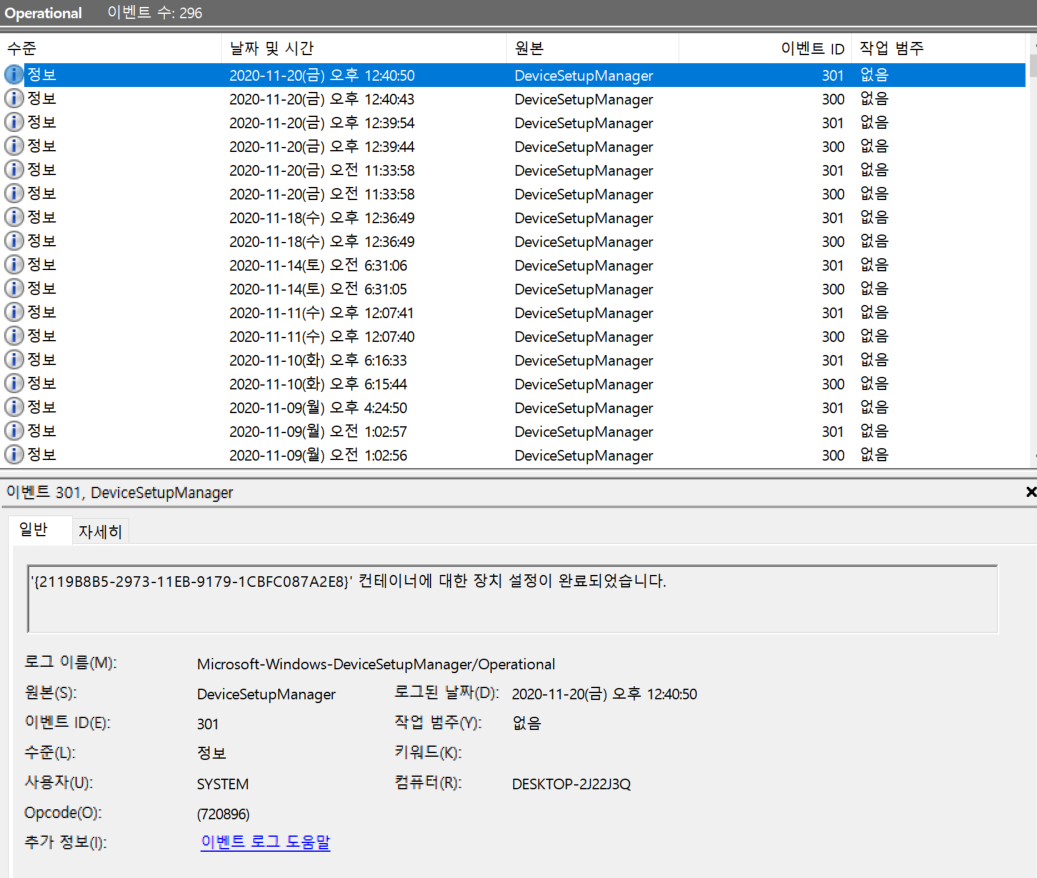 Operational 이벤트 수: 296
수준 날짜 및 시간 원본 이벤트 ID 작업 범주
정보 2020-11-20(금) 오후 12:40:50 DeviceSetupManager 301 없음
정보 2020-11-20(금) 오후 12:40:43 DeviceSetupManager 300 없음
정보 2020-11-20(금) 오후 12:39:54 DeviceSetupManager 301 없음
정보 2020-11-20(금) 오후 12:39:44 DeviceSetupManager 300 없음
정보 2020-11-20(금) 오전 11:33:58 DeviceSetupManager 301 없음
정보 2020-11-20(금) 오전 11:33:58 DeviceSetupManager 300 없음
정보 2020-11-18(수) 오후 12:36:49 DeviceSetupManager 301 없음
정보 2020-11-18(수) 오후 12:36:49 DeviceSetupManager 300 없음
정보 2020-11-14(토) 오전 6:31:06 DeviceSetupManager 301 없음
정보 2020-11-14(토) 오전 6:31:05 DeviceSetupManager 300 없음
정보 2020-11-11(수) 오후 12:07:41 DeviceSetupManager 301 없음
정보 2020-11-11(수) 오후 12:07:40 DeviceSetupManager 300 없음
정보 2020-11-10(화) 오후 6:16:33 DeviceSetupManager 301 없음
정보 2020-11-10(화) 오후 6:15:44 DeviceSetupManager 300 없음
정보 2020-11-09(월) 오후 4:24:50 DeviceSetupManager 301 없음
정보 2020-11-09(월) 오전 1:02:57 DeviceSetupManager 301 없음
정보 2020-11-09(월) 오전 1:02:56 DeviceSetupManager 300 없음
이벤트 301, DeviceSetupManager
일반 자세히
'{2119B8B5-2973-11EB-9179-1CBFC087A2E8}' 컨테이너에 대한 장치 설정이 완료되었습니다.
로그 이름(M): Microsoft-Windows-DeviceSetupManager/Operational
원본(S): DeviceSetupManager 로그된 날짜(D): 2020-11-20(금) 오후 12:40:50
이벤트 ID(E): 301 작업 범주(Y): 없음
수준(L): 정보 키워드(K):
사용자(U): SYSTEM 컴퓨터(R): DESKTOP-2J22J3Q
Opcode(O): (720896)
추가 정보(I): 이벤트 로그 도움말